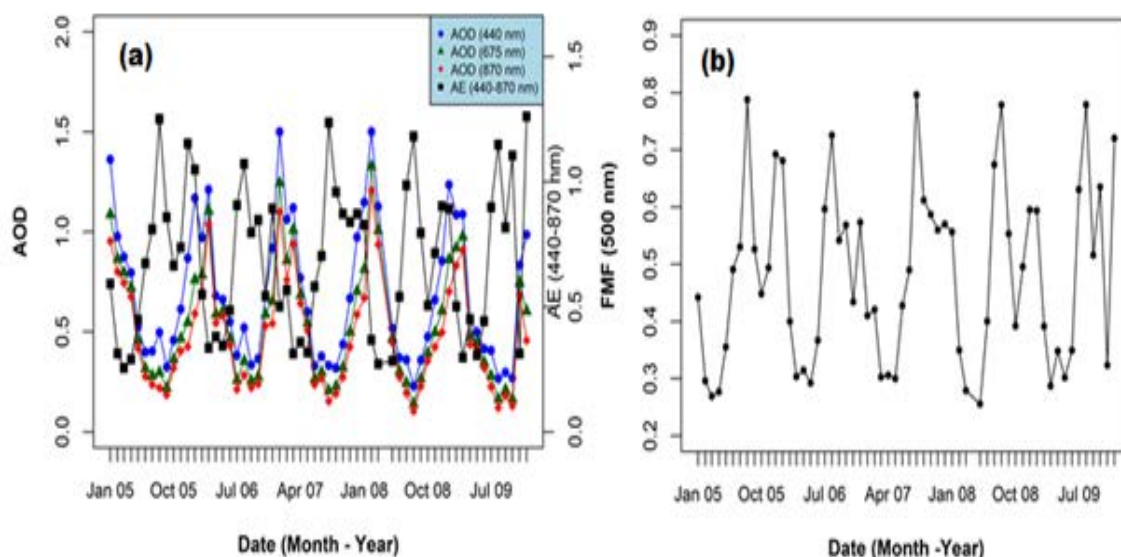 (a)
AOD (440 nm)
AOD (675 nm)
AOD (870 nm)
AE (440-870 nm)
2.0
1.5
1.0
0.5
0.0
AOD
1.5
1.0
0.5
0.0
AE (440-870 hm)
Jan 05 Oct 05 Jul 06 Apr 07 Jan 08 Oct 08 Jul 09
Date (Month - Year)
(b)
0.9
0.8
0.7
0.6
0.5
0.4
0.3
0.2
FMF (500 nm)
Jan 05 Oct 05 Jul 06 Apr 07 Jan 08 Oct 08 Jul 09
Date (Month -Year)